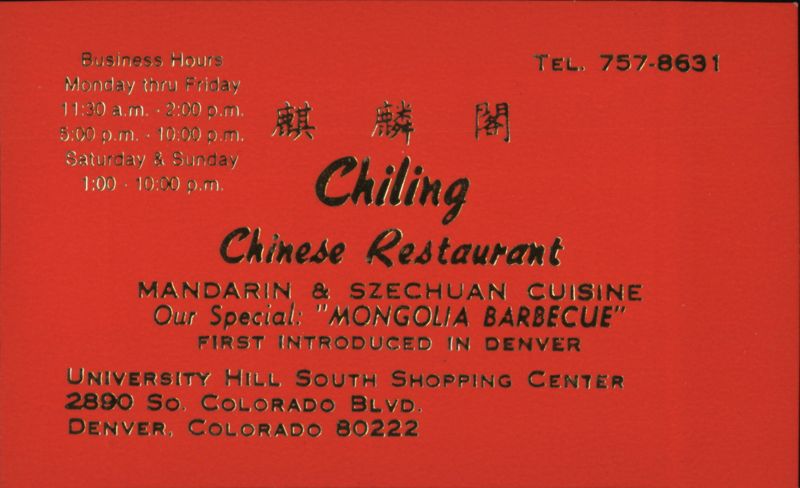 Business Hours
Monday thru Friday
11:30 a.m. - 2:00 p.m.
5:00 p.m. - 10:00 p.m.
Saturday & Sunday
1:00 - 10:00 p.m.
TEL. 757-8631
麒麟閣
Chiling
Chinese Restaurant
MANDARIN & SZECHUAN CUISINE
Our Special: "MONGOLIA BARBECUE"
FIRST INTRODUCED IN DENVER
UNIVERSITY HILL SOUTH SHOPPING CENTER
2890 SO. COLORADO BLVD.
DENVER, COLORADO 80222